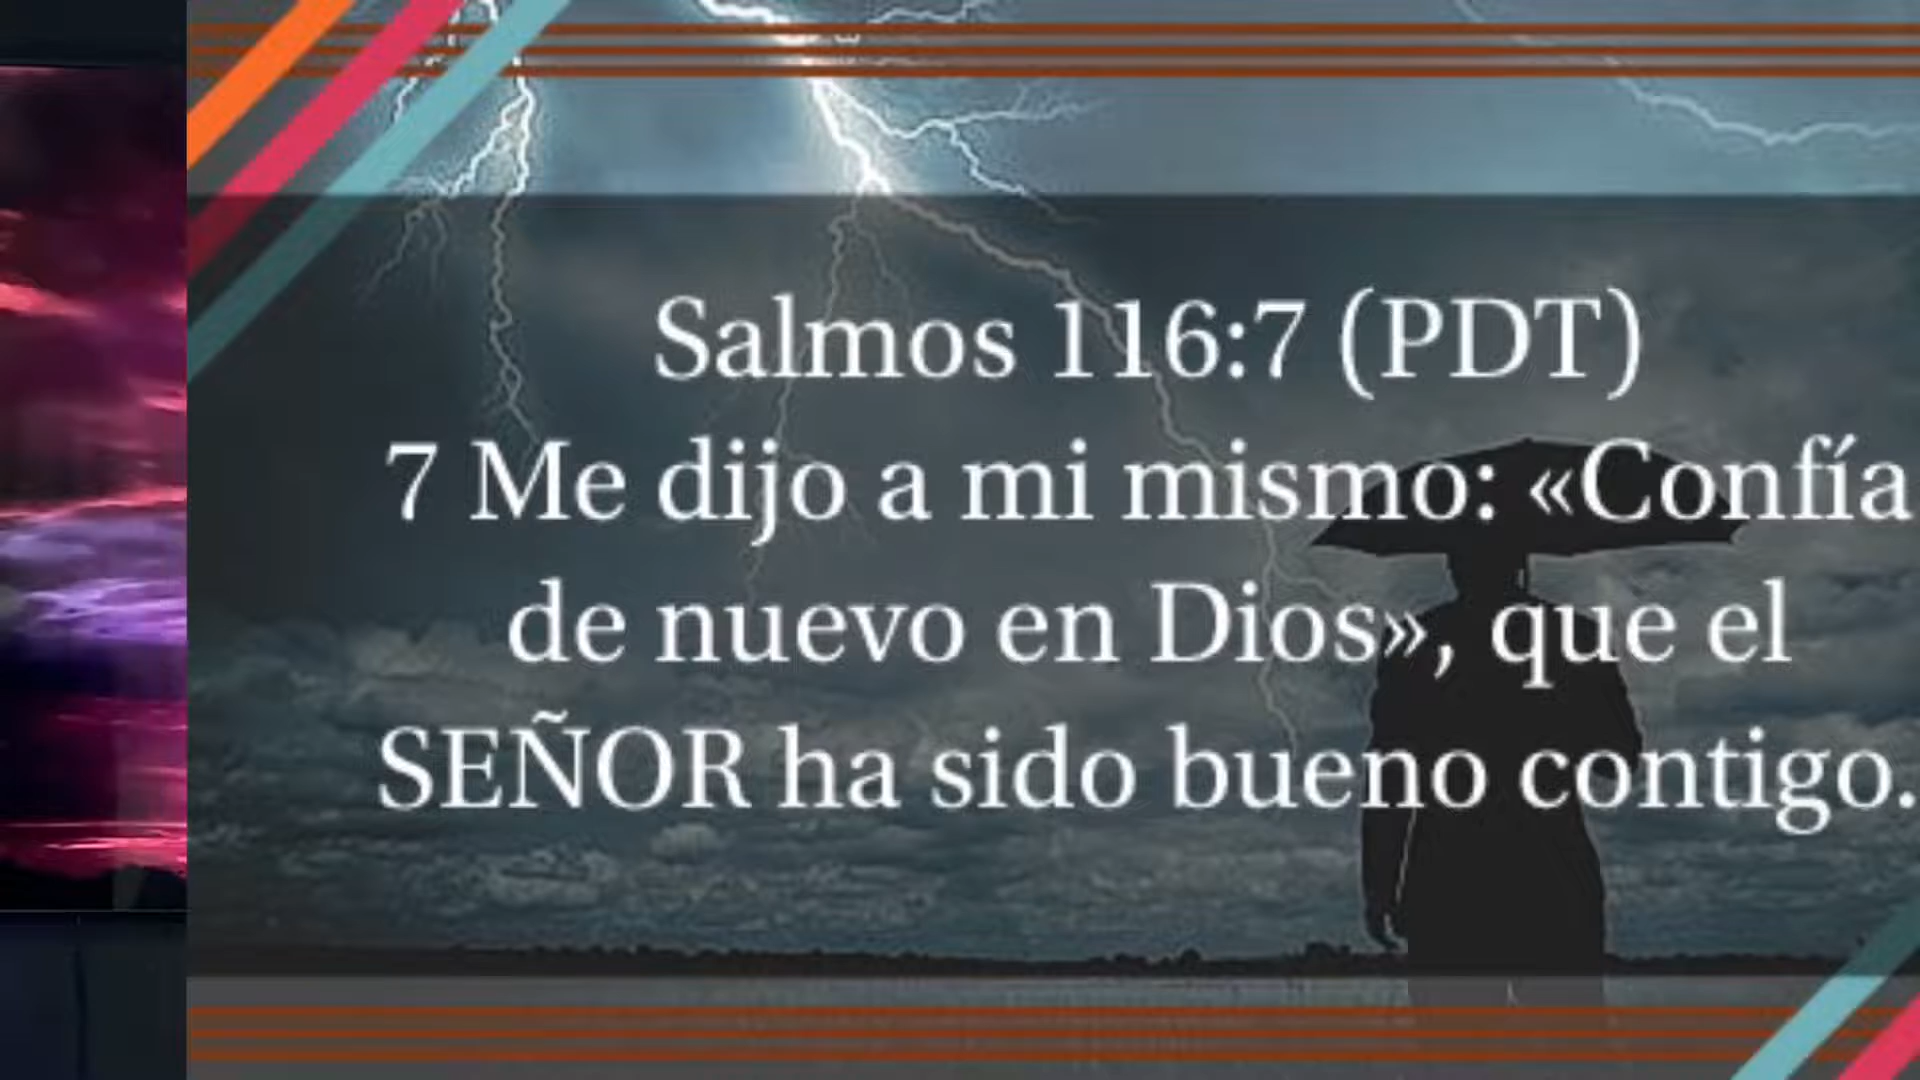 Salmos 116:7 (PDT)
7 Me dijo a mi mismo: «Confía
de nuevo en Dios», que el
SEÑOR ha sido bueno contigo.